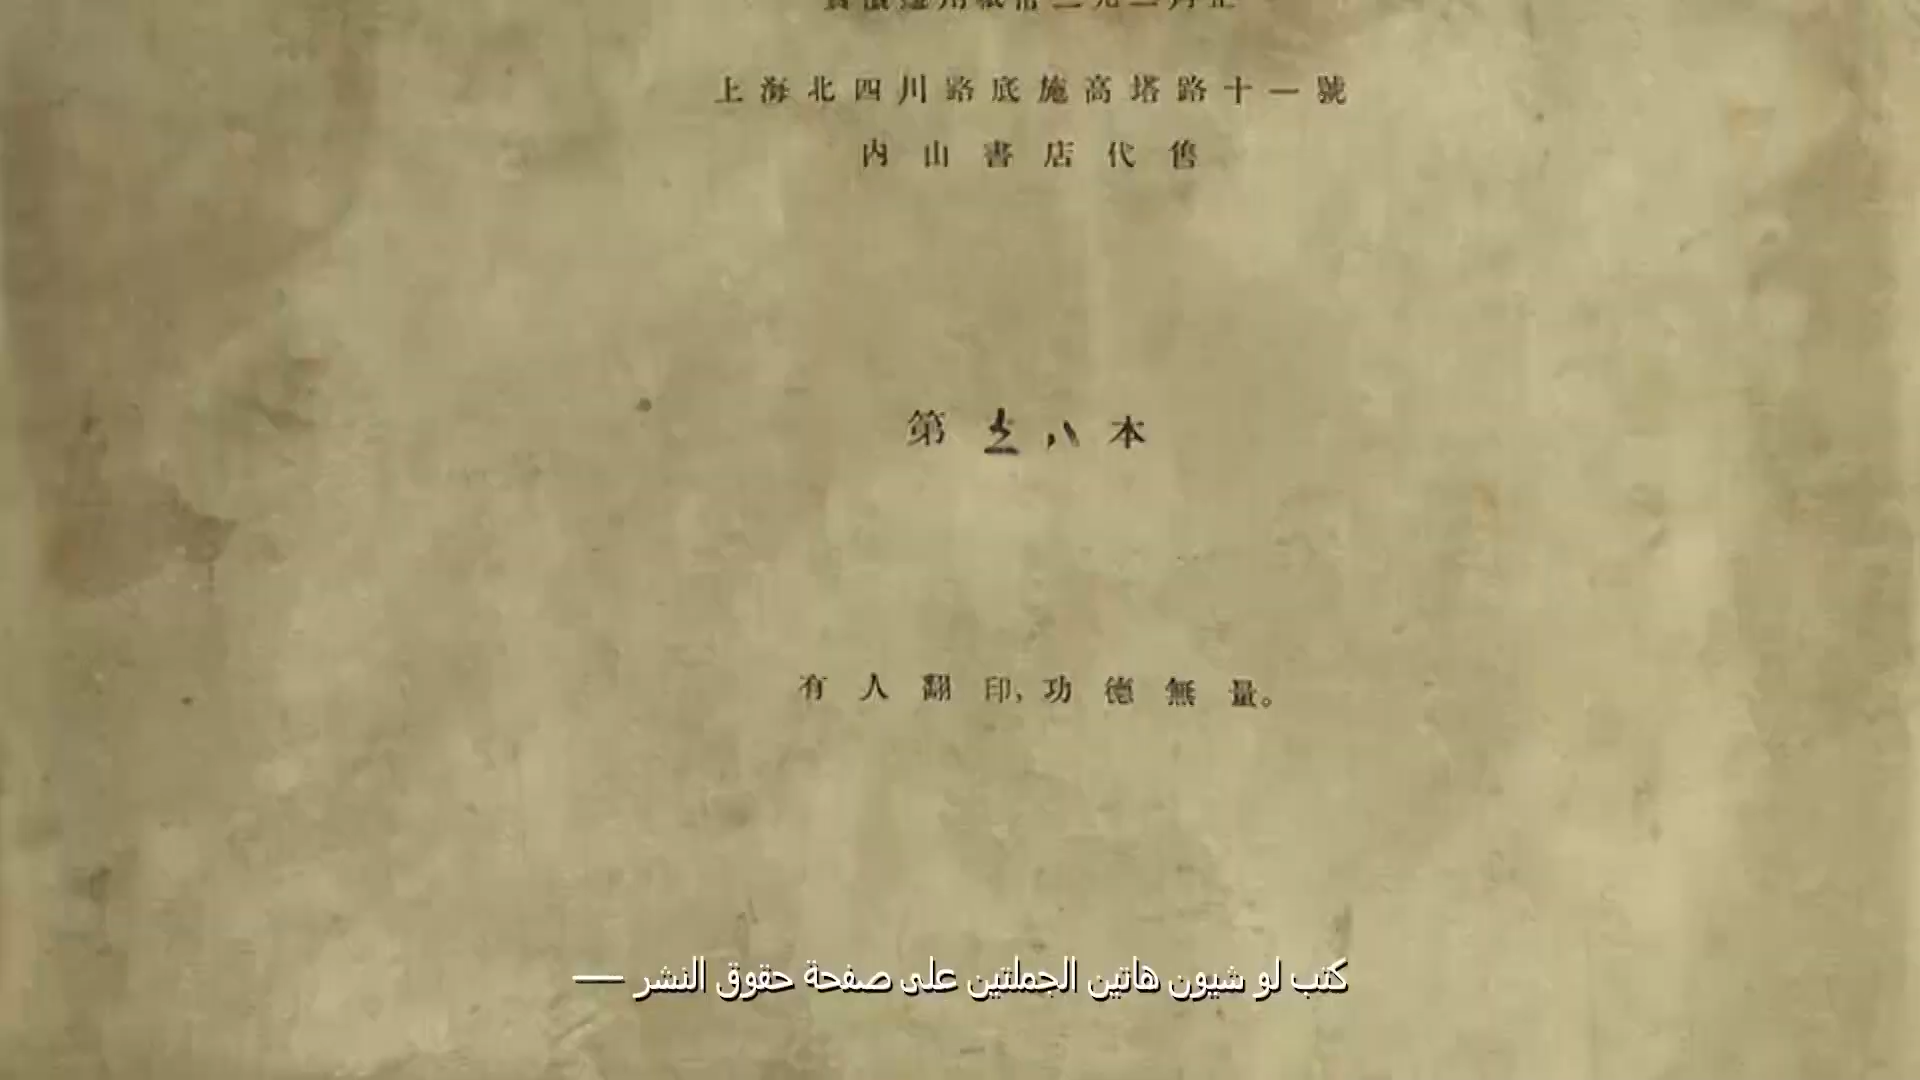 上海北四川路底施高塔路十一號
内山書店代售
第 八本
有人翻印,功德無量。
كتب لو شيون هاتين الجملتين على صفحة حقوق النشر —